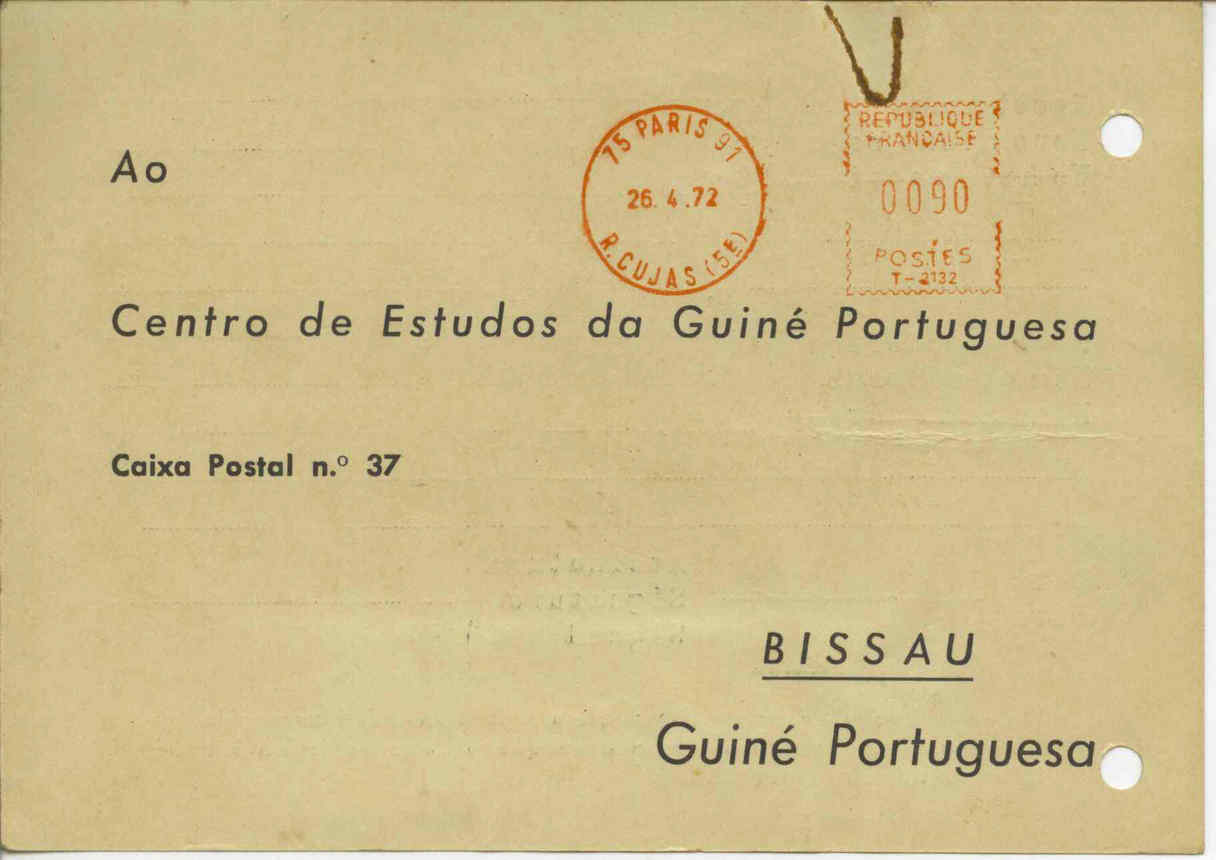 75 PARIS 91
26. 4 .72
R. CUJAS (5E)
REPUBLIQUE
FRANCAISE
0090
POSTES
T-2132
Ao
Centro de Estudos da Guiné Portuguesa
Caixa Postal n.º 37
BISSAU
Guiné Portuguesa